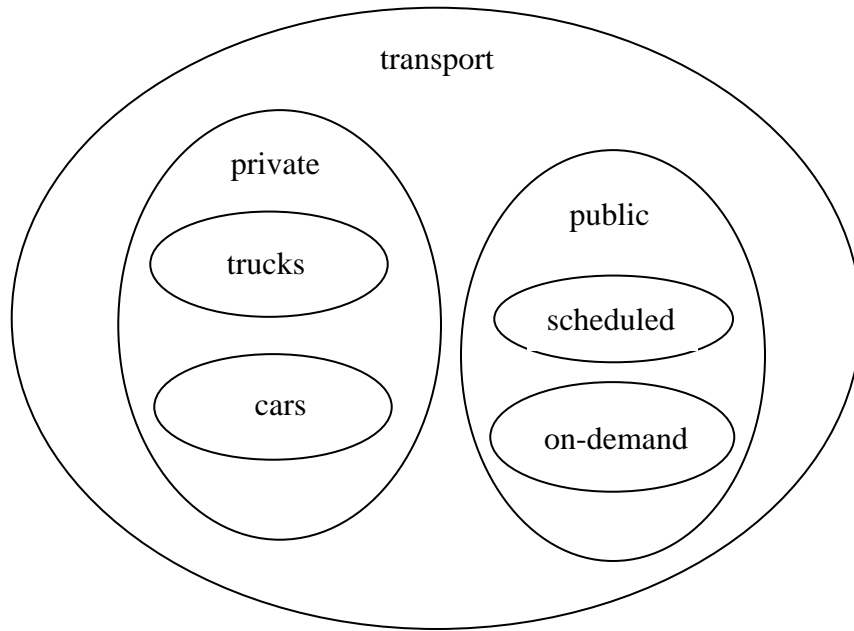 transport
private
trucks
cars
public
scheduled
on-demand